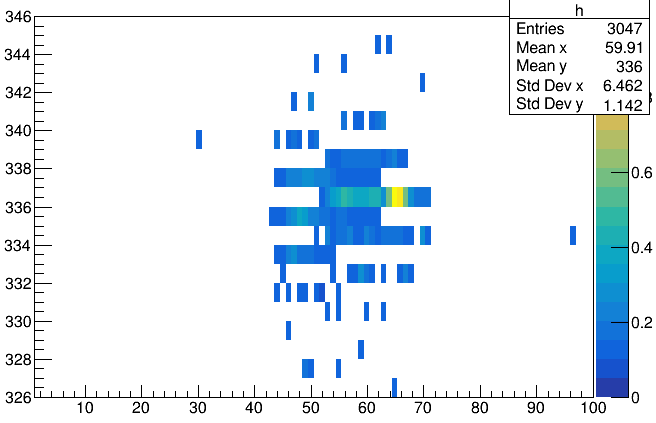 h
Entries 3047
Mean x 59.91
Mean y 336
Std Dev x 6.462
Std Dev y 1.142
346
344
342
340
338
336
334
332
330
328
326
10 20 30 40 50 60 70 80 90 100
0.6
0.4
0.2
0